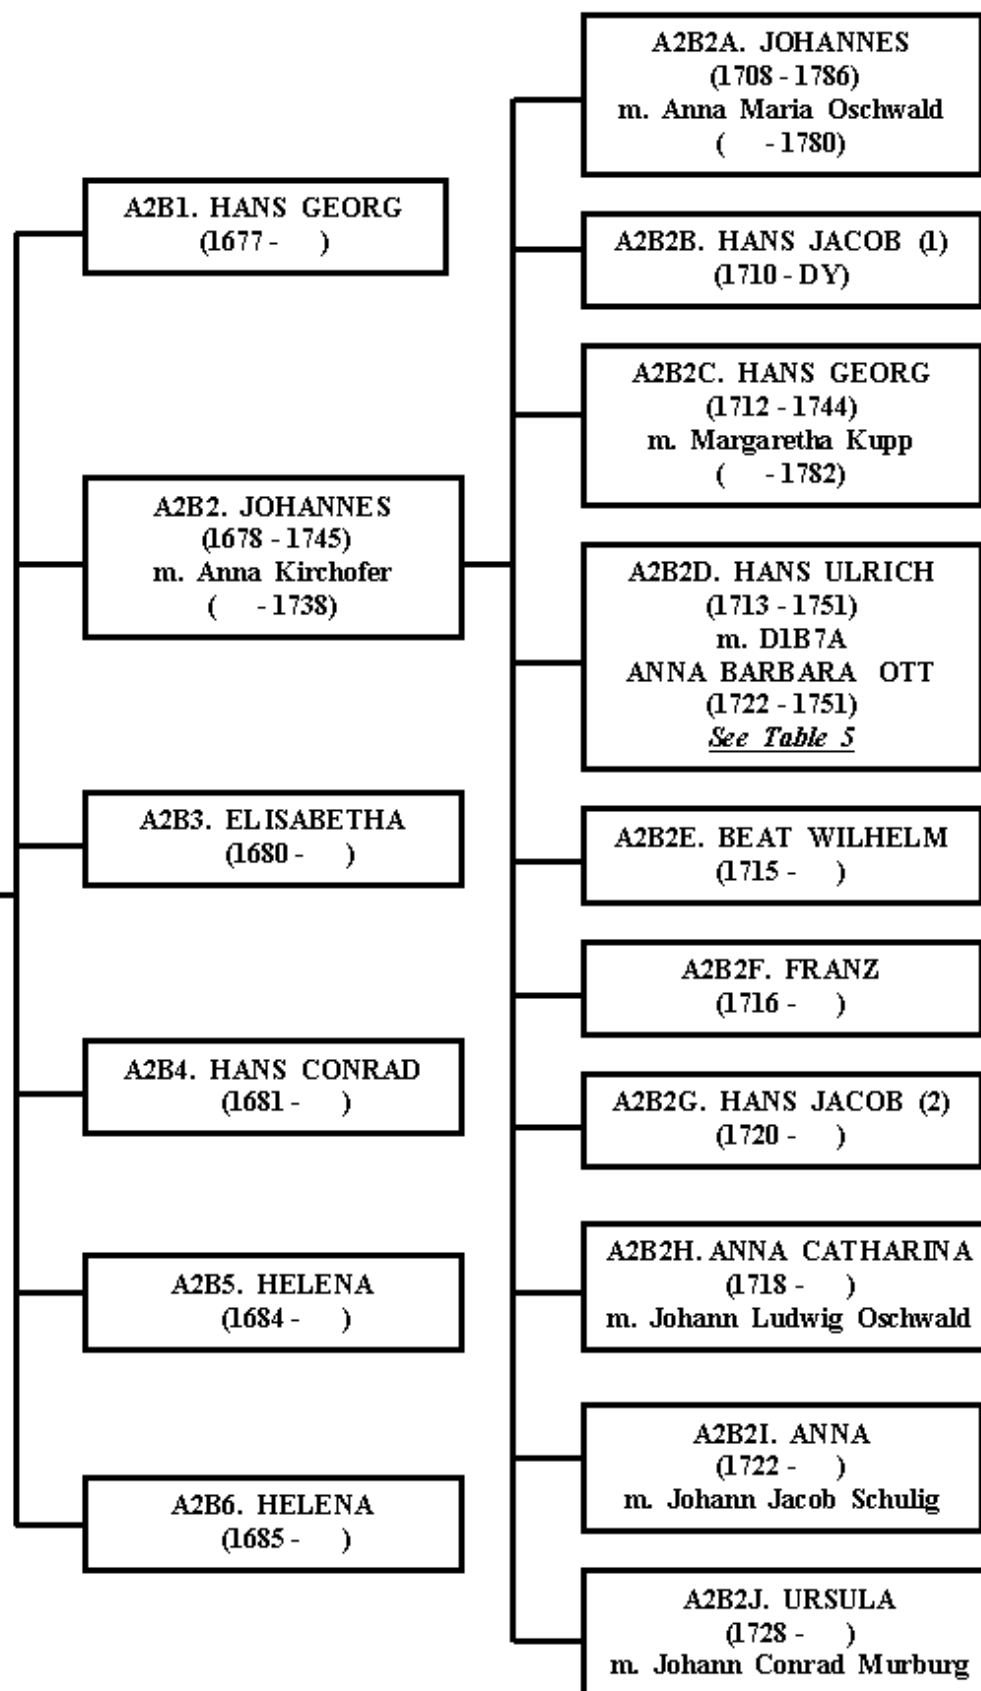 A2B1. HANS GEORG
(1677 - )
A2B2. JOHANNES
(1678 - 1745)
m. Anna Kirchofer
( - 1738)
A2B3. ELISABETHA
(1680 - )
A2B4. HANS CONRAD
(1681 - )
A2B5. HELENA
(1684 - )
A2B6. HELENA
(1685 - )
A2B2A. JOHANNES
(1708 - 1786)
m. Anna Maria Oschwald
( - 1780)
A2B2B. HANS JACOB (1)
(1710 - DY)
A2B2C. HANS GEORG
(1712 - 1744)
m. Margaretha Kupp
( - 1782)
A2B2D. HANS ULRICH
(1713 - 1751)
m. D1B7A
ANNA BARBARA OTT
(1722 - 1751)
See Table 5
A2B2E. BEAT WILHELM
(1715 - )
A2B2F. FRANZ
(1716 - )
A2B2G. HANS JACOB (2)
(1720 - )
A2B2H. ANNA CATHARINA
(1718 - )
m. Johann Ludwig Oschwald
A2B2I. ANNA
(1722 - )
m. Johann Jacob Schulig
A2B2J. URSULA
(1728 - )
m. Johann Conrad Murburg